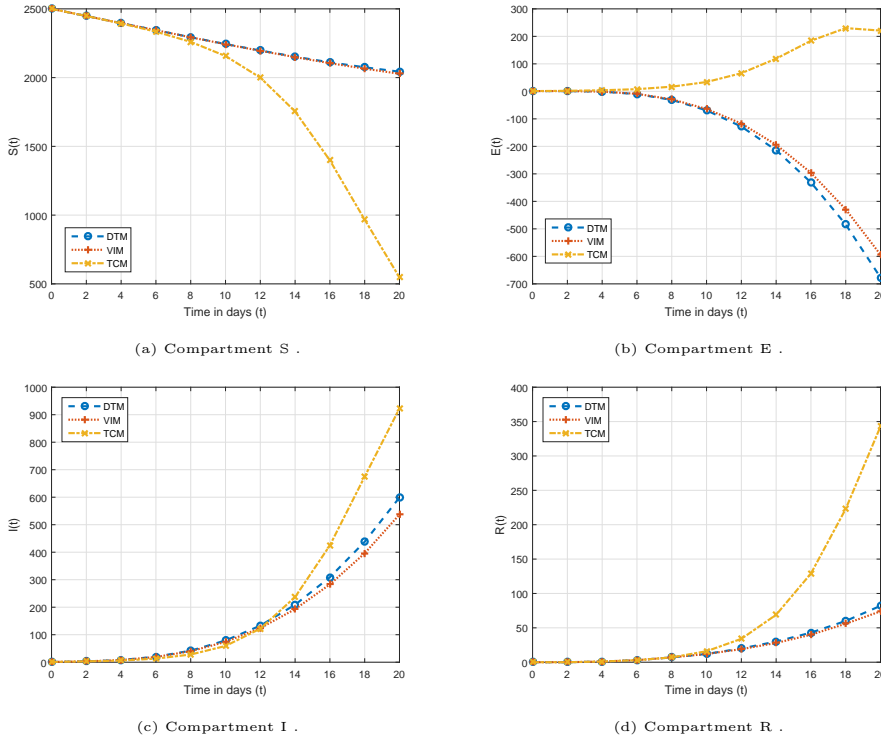 2500
2000
1500
1000
500
S(t)
DTM
VIM
TCM
0 2 4 6 8 10 12 14 16 18 20
Time in days (t)
(a) Compartment S .
300
200
100
0
-100
-200
-300
-400
-500
-600
-700
E(t)
DTM
VIM
TCM
0 2 4 6 8 10 12 14 16 18 20
Time in days (t)
(b) Compartment E .
1000
900
800
700
600
500
400
300
200
100
0
I(t)
DTM
VIM
TCM
0 2 4 6 8 10 12 14 16 18 20
Time in days (t)
(c) Compartment I .
400
350
300
250
200
150
100
50
0
R(t)
DTM
VIM
TCM
0 2 4 6 8 10 12 14 16 18 20
Time in days (t)
(d) Compartment R .